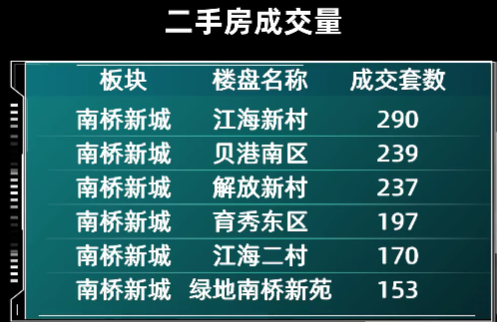 二手房成交量
板块 楼盘名称 成交套数
南桥新城 江海新村 290
南桥新城 贝港南区 239
南桥新城 解放新村 237
南桥新城 育秀东区 197
南桥新城 江海二村 170
南桥新城 绿地南桥新苑 153